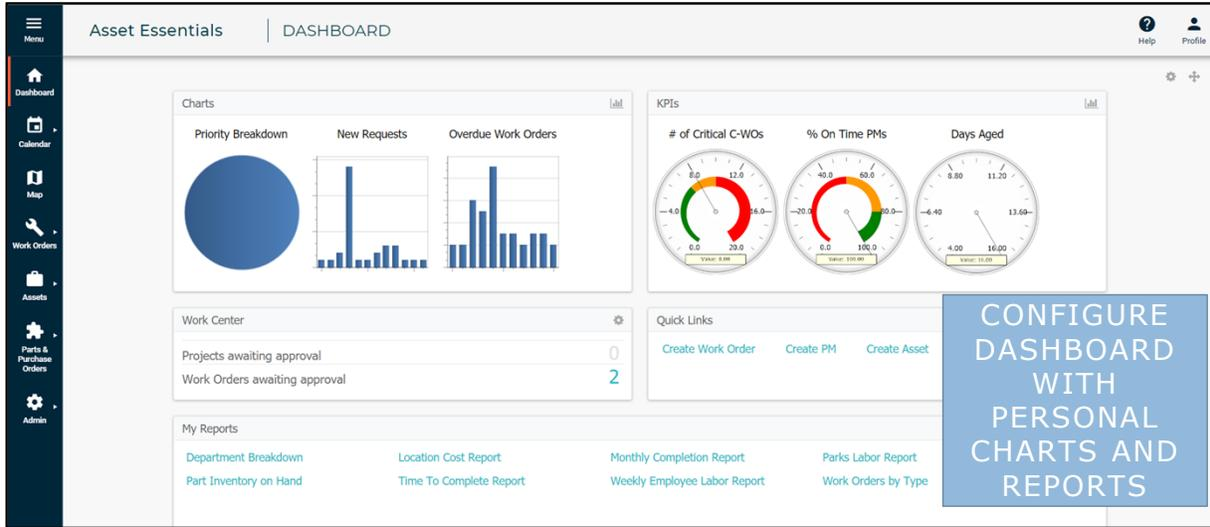 Menu
Asset Essentials
DASHBOARD
Help
Profile
Dashboard
Calendar
Map
Work Orders
Assets
Parts &
Purchase
Orders
Admin
Charts
Priority Breakdown
New Requests
Overdue Work Orders
KPIs
# of Critical C-WOs
8.0 12.0
4.0 16.0
0.0 20.0
Value: 8.00
% On Time PMs
40.0 60.0
20.0 80.0
0.0 100.0
Value: 100.00
Days Aged
8.80 11.20
6.40 13.60
4.00 16.00
Work Center
Projects awaiting approval 0
Work Orders awaiting approval 2
Quick Links
Create Work Order Create PM Create Asset
My Reports
Department Breakdown Location Cost Report Monthly Completion Report Parks Labor Report
Part Inventory on Hand Time To Complete Report Weekly Employee Labor Report Work Orders by Type
CONFIGURE
DASHBOARD
WITH
PERSONAL
CHARTS AND
REPORTS